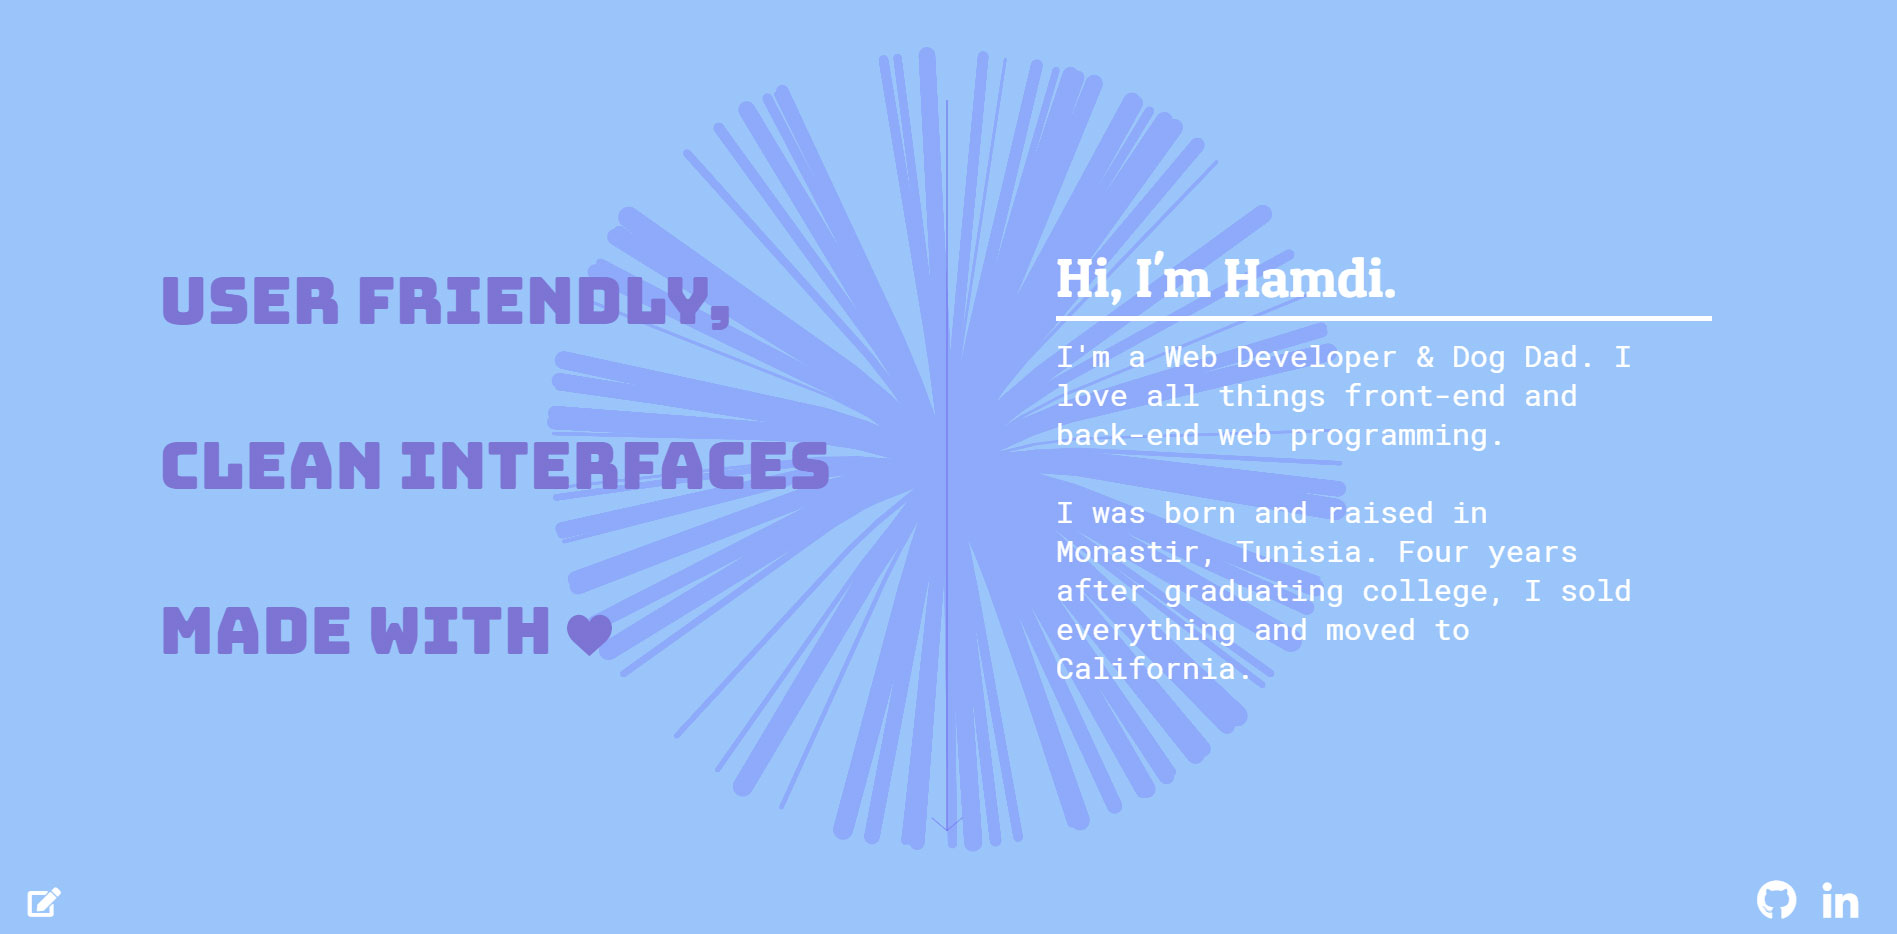 USER FRIENDLY,
CLEAN INTERFACES
MADE WITH
Hi, I'm Hamdi.
I'm a Web Developer & Dog Dad. I
love all things front-end and
back-end web programming.
I was born and raised in
Monastir, Tunisia. Four years
after graduating college, I sold
everything and moved to
California.
in